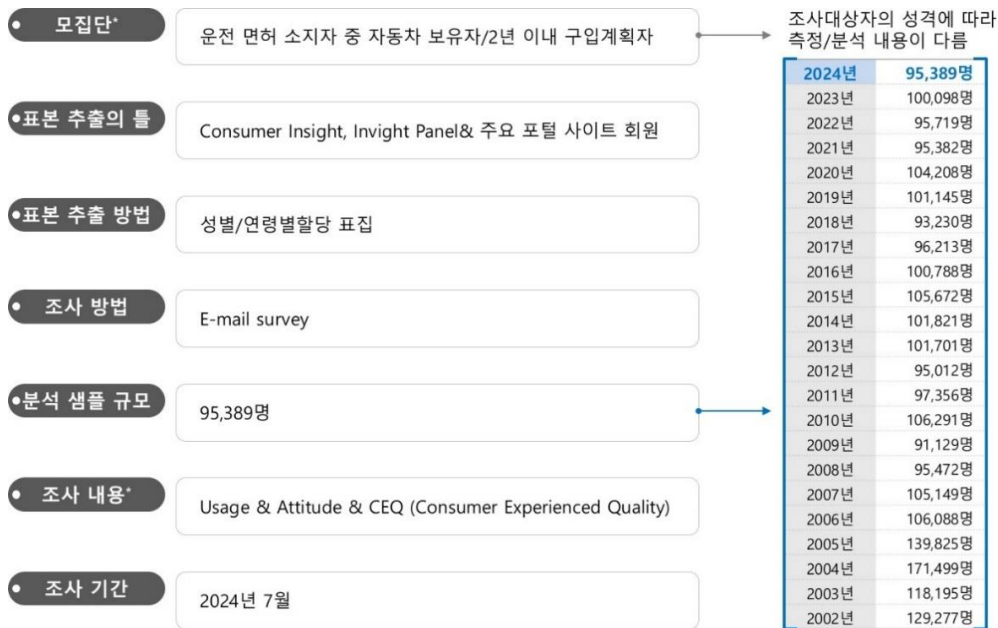 모집단*
운전 면허 소지자 중 자동차 보유자/2년 이내 구입계획자
표본 추출의 틀
Consumer Insight, Invight Panel& 주요 포털 사이트 회원
표본 추출 방법
성별/연령별할당 표집
조사 방법
E-mail survey
분석 샘플 규모
95,389명
조사 내용*
Usage & Attitude & CEQ (Consumer Experienced Quality)
조사 기간
2024년 7월
조사대상자의 성격에 따라
측정/분석 내용이 다름
2024년 95,389명
2023년 100,098명
2022년 95,719명
2021년 95,382명
2020년 104,208명
2019년 101,145명
2018년 93,230명
2017년 96,213명
2016년 100,788명
2015년 105,672명
2014년 101,821명
2013년 101,701명
2012년 95,012명
2011년 97,356명
2010년 106,291명
2009년 91,129명
2008년 95,472명
2007년 105,149명
2006년 106,088명
2005년 139,825명
2004년 171,499명
2003년 118,195명
2002년 129,277명